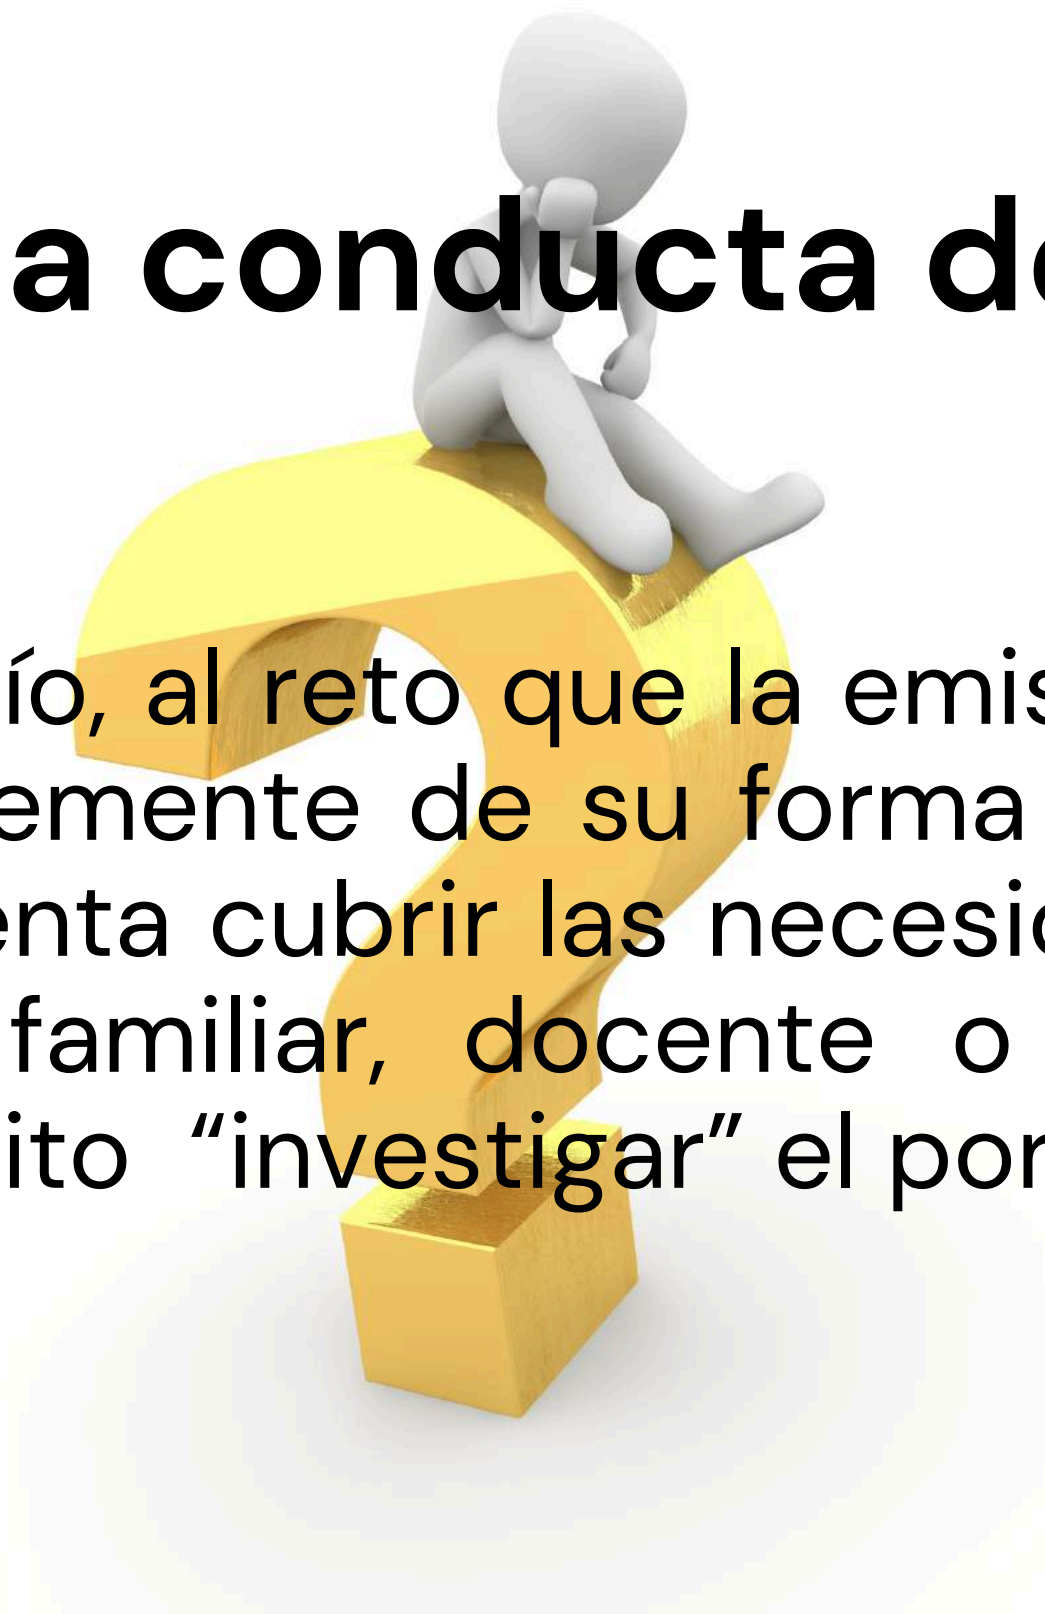 a conducta de
ío, al reto que la emis
emente de su forma
enta cubrir las necesid
familiar, docente o
ito “investigar” el por